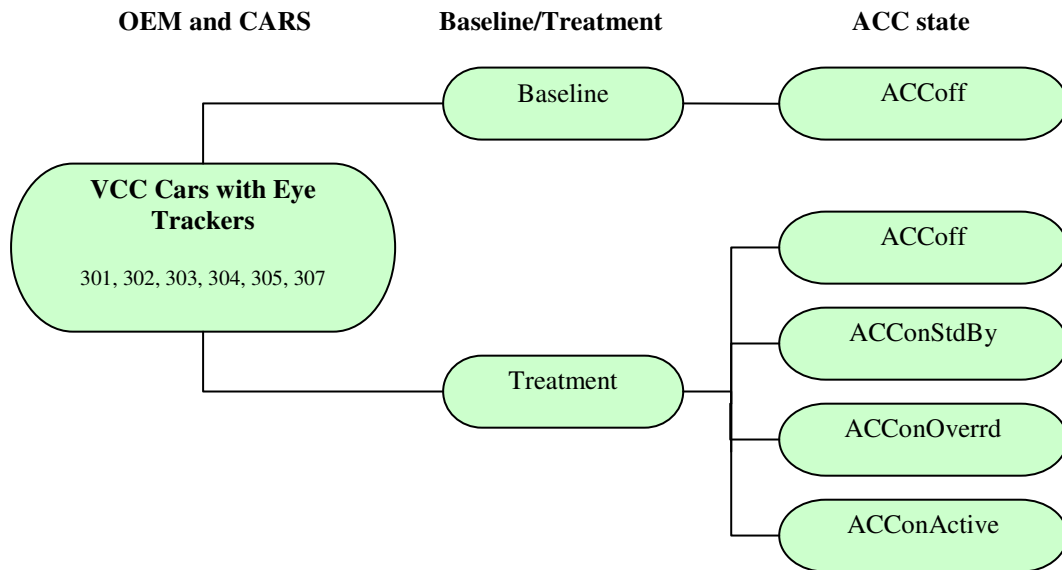 OEM and CARS
Baseline/Treatment
ACC state
Baseline
ACCoff
VCC Cars with Eye
Trackers
301, 302, 303, 304, 305, 307
ACCoff
ACConStdBy
Treatment
ACConOverrd
ACConActive